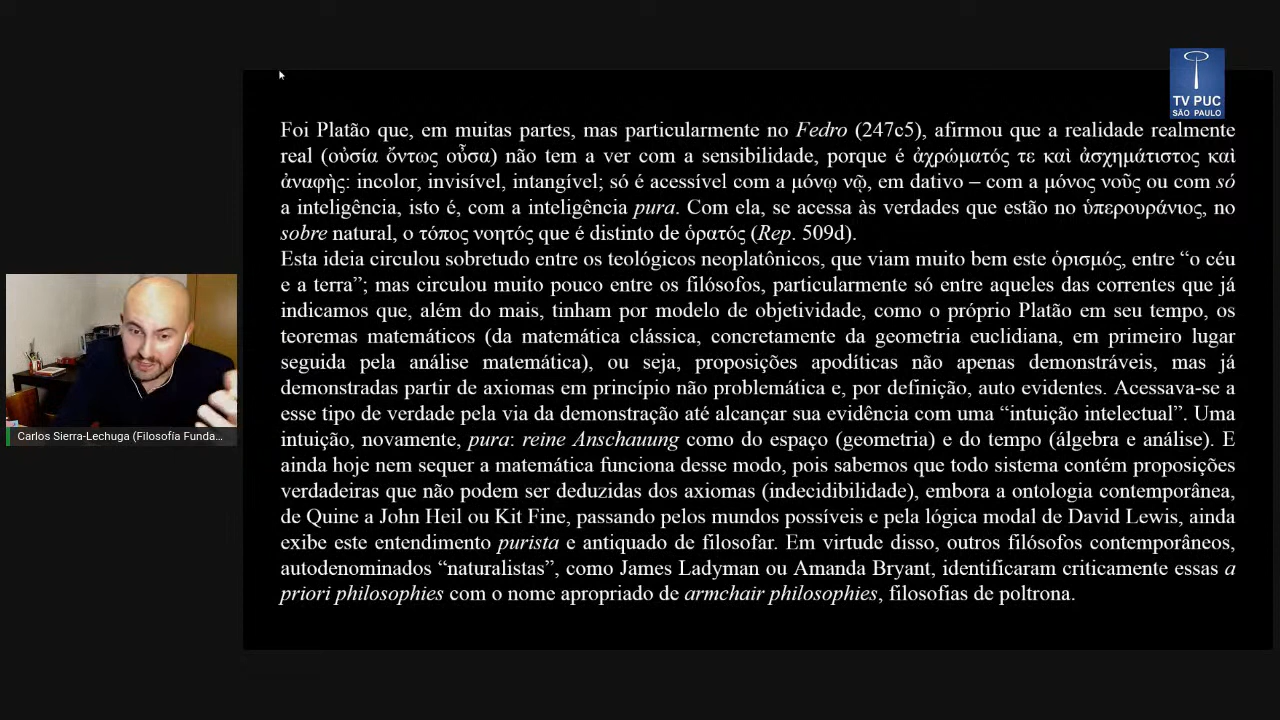 TV PUC
SÃO PAULO
Foi Platão que, em muitas partes, mas particularmente no Fedro (247c5), afirmou que a realidade realmente
real (οὐσία ὄντως οὖσα) não tem a ver com a sensibilidade, porque é ἀχρώματός τε καὶ ἀσχημάτιστος καὶ
ἀναφὴς: incolor, invisível, intangível; só é acessível com a μόνῳ νῷ, em dativo – com a μόνος νοῦς ou com só
a inteligência, isto é, com a inteligência pura. Com ela, se acessa às verdades que estão no ὑπερουράνιος, no
sobre natural, o τόπος νοητός que é distinto de ὁρατός (Rep. 509d).
Esta ideia circulou sobretudo entre os teológicos neoplatônicos, que viam muito bem este ὁρισμός, entre “o céu
e a terra”; mas circulou muito pouco entre os filósofos, particularmente só entre aqueles das correntes que já
indicamos que, além do mais, tinham por modelo de objetividade, como o próprio Platão em seu tempo, os
teoremas matemáticos (da matemática clássica, concretamente da geometria euclidiana, em primeiro lugar
seguida pela análise matemática), ou seja, proposições apodíticas não apenas demonstráveis, mas já
demonstradas partir de axiomas em princípio não problemática e, por definição, auto evidentes. Acessava-se a
esse tipo de verdade pela via da demonstração até alcançar sua evidência com uma “intuição intelectual”. Uma
intuição, novamente, pura: reine Anschauung como do espaço (geometria) e do tempo (álgebra e análise). E
ainda hoje nem sequer a matemática funciona desse modo, pois sabemos que todo sistema contém proposições
verdadeiras que não podem ser deduzidas dos axiomas (indecidibilidade), embora a ontologia contemporânea,
de Quine a John Heil ou Kit Fine, passando pelos mundos possíveis e pela lógica modal de David Lewis, ainda
exibe este entendimento purista e antiquado de filosofar. Em virtude disso, outros filósofos contemporâneos,
autodenominados “naturalistas”, como James Ladyman ou Amanda Bryant, identificaram criticamente essas a
priori philosophies com o nome apropriado de armchair philosophies, filosofias de poltrona.
Carlos Sierra-Lechuga (Filosofía Funda...